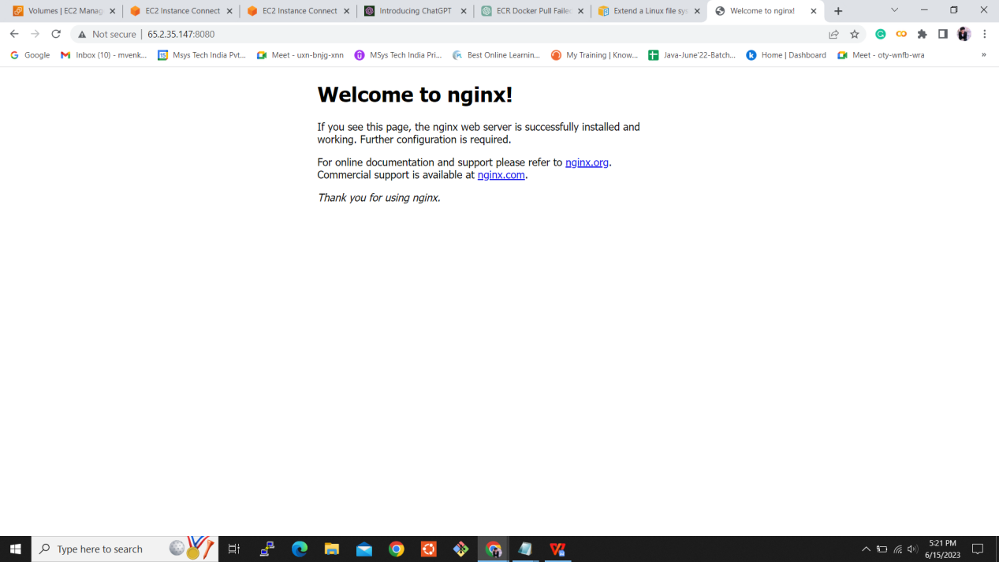 Volumes | EC2 Manag
EC2 Instance Connect
EC2 Instance Connect
Introducing ChatGPT
ECR Docker Pull Failed
Extend a Linux file sys
Welcome to nginx!
Not secure | 65.2.35.147:8080
Google
Inbox (10) - mvenk...
15
Msys Tech India Pvt...
Meet - uxn-bnjg-xnn
MSys Tech India Pri...
Best Online Learnin...
My Training | Know...
Java-June'22-Batch...
Home | Dashboard
Meet - oty-wnfb-wra
»
Welcome to nginx!
If you see this page, the nginx web server is successfully installed and
working. Further configuration is required.
For online documentation and support please refer to nginx.org.
Commercial support is available at nginx.com.
Thank you for using nginx.
Type here to search
5:21 PM
6/15/2023